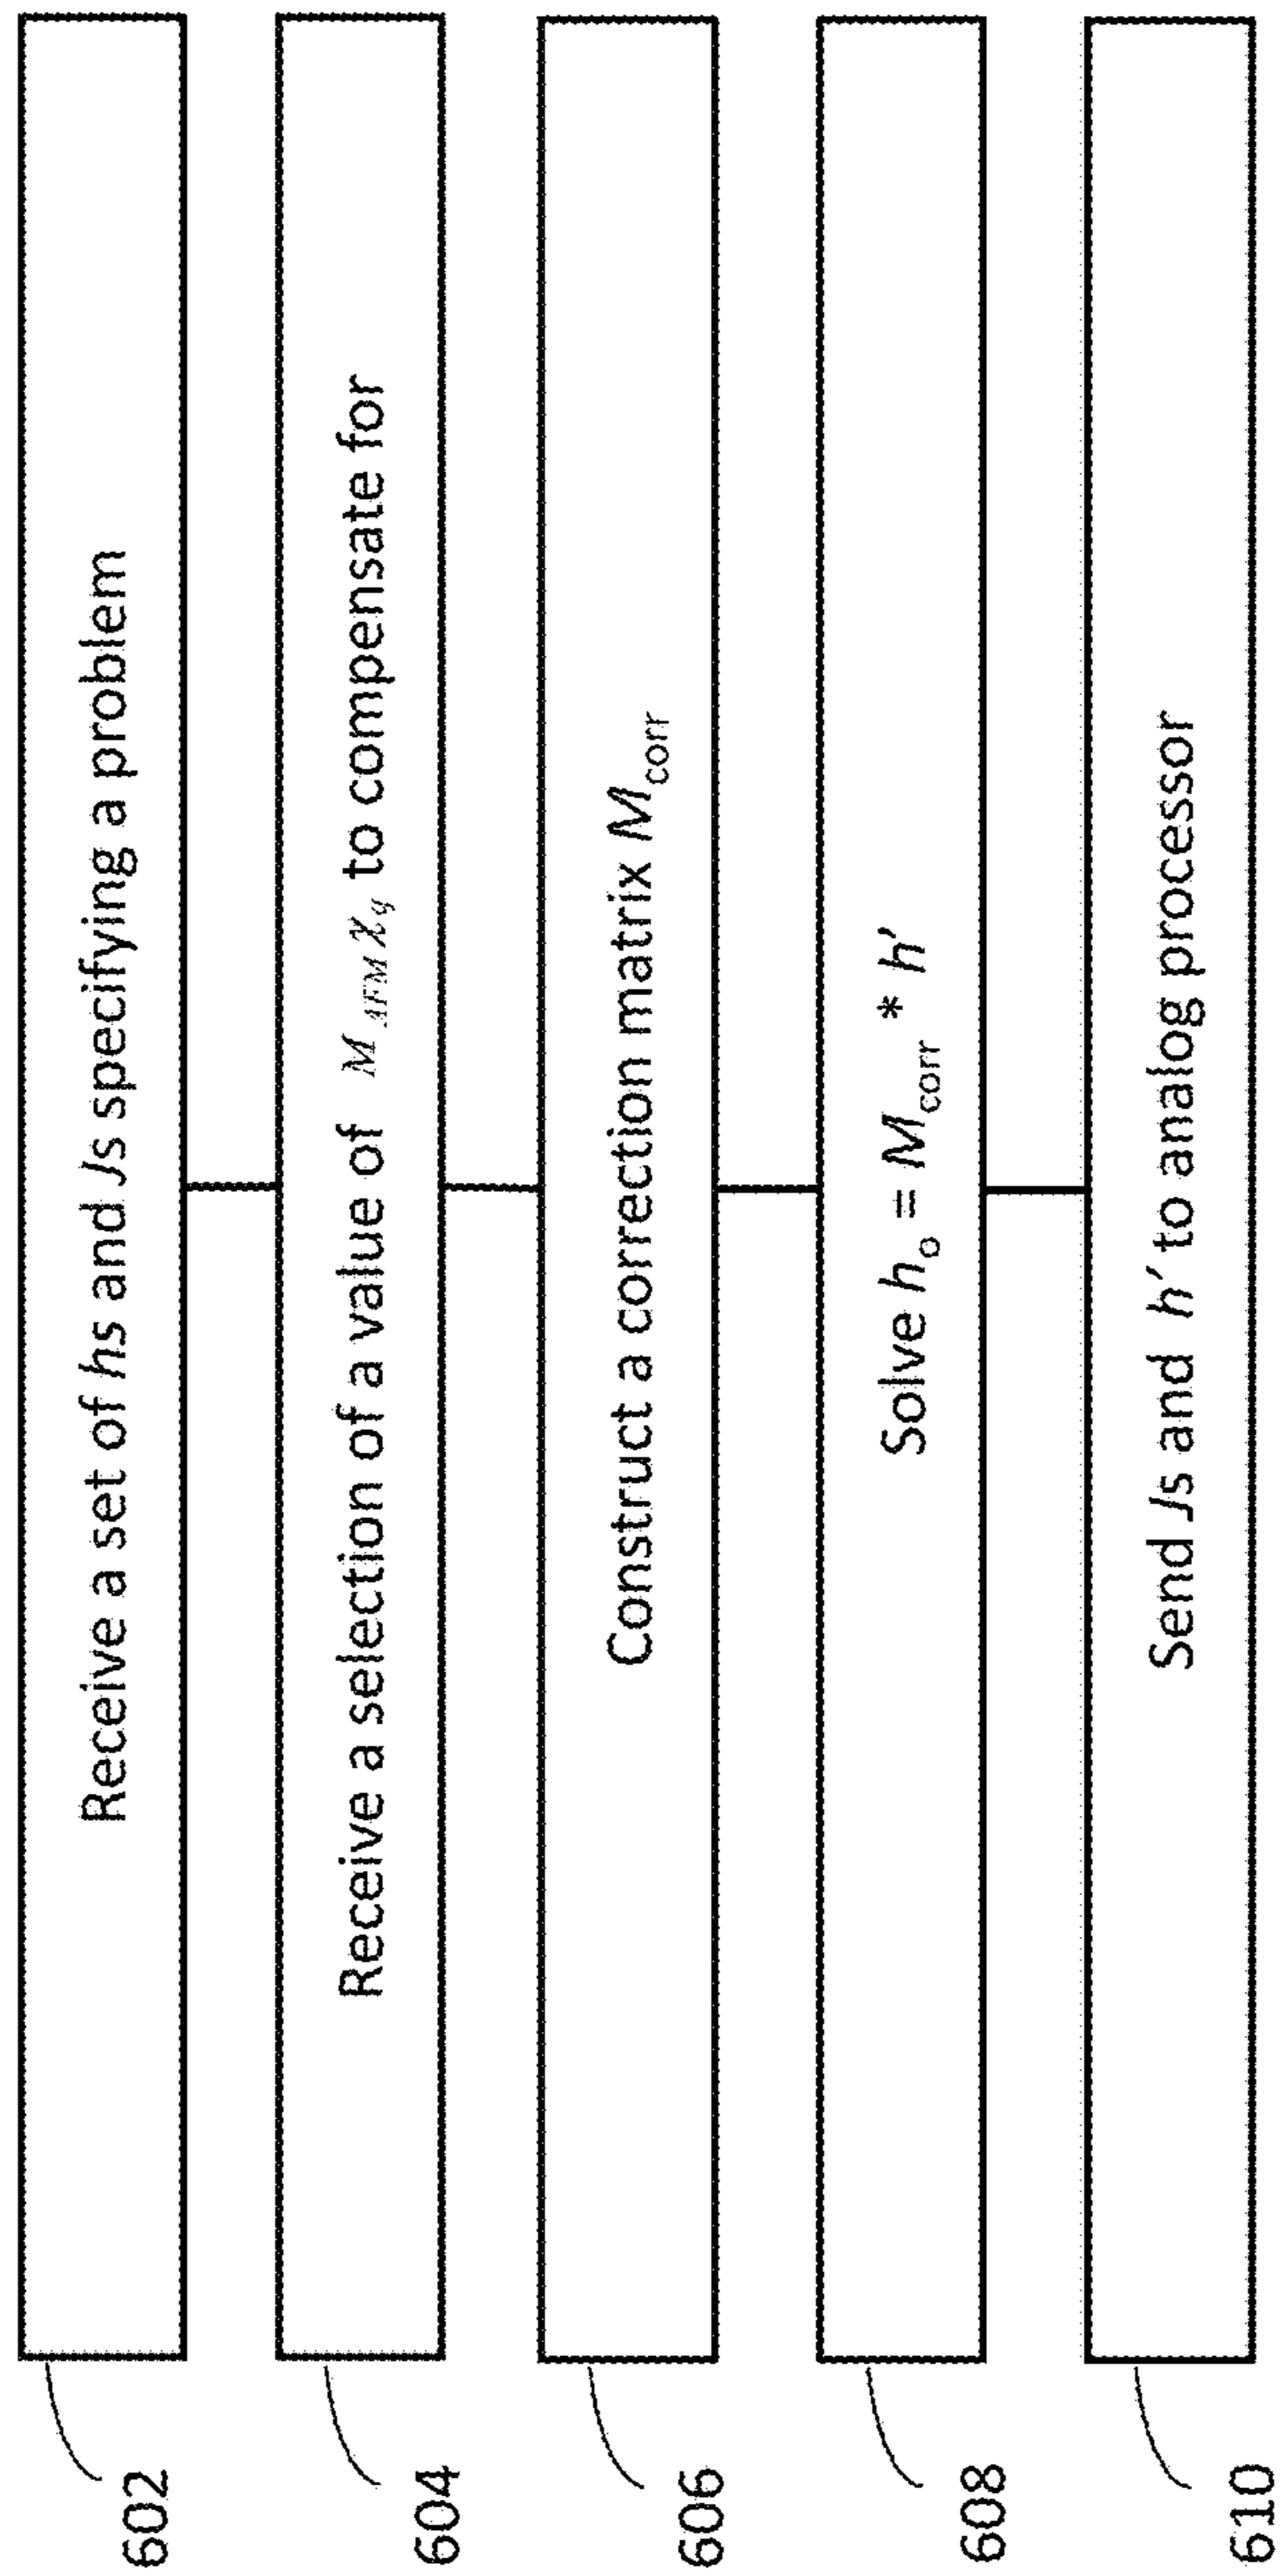 602 Receive a set of hs and Js specifying a problem
604 Receive a selection of a value of M_AFM χ_q to compensate for
606 Construct a correction matrix M_corr
608 Solve h_o = M_corr * h'
610 Send Js and h' to analog processor